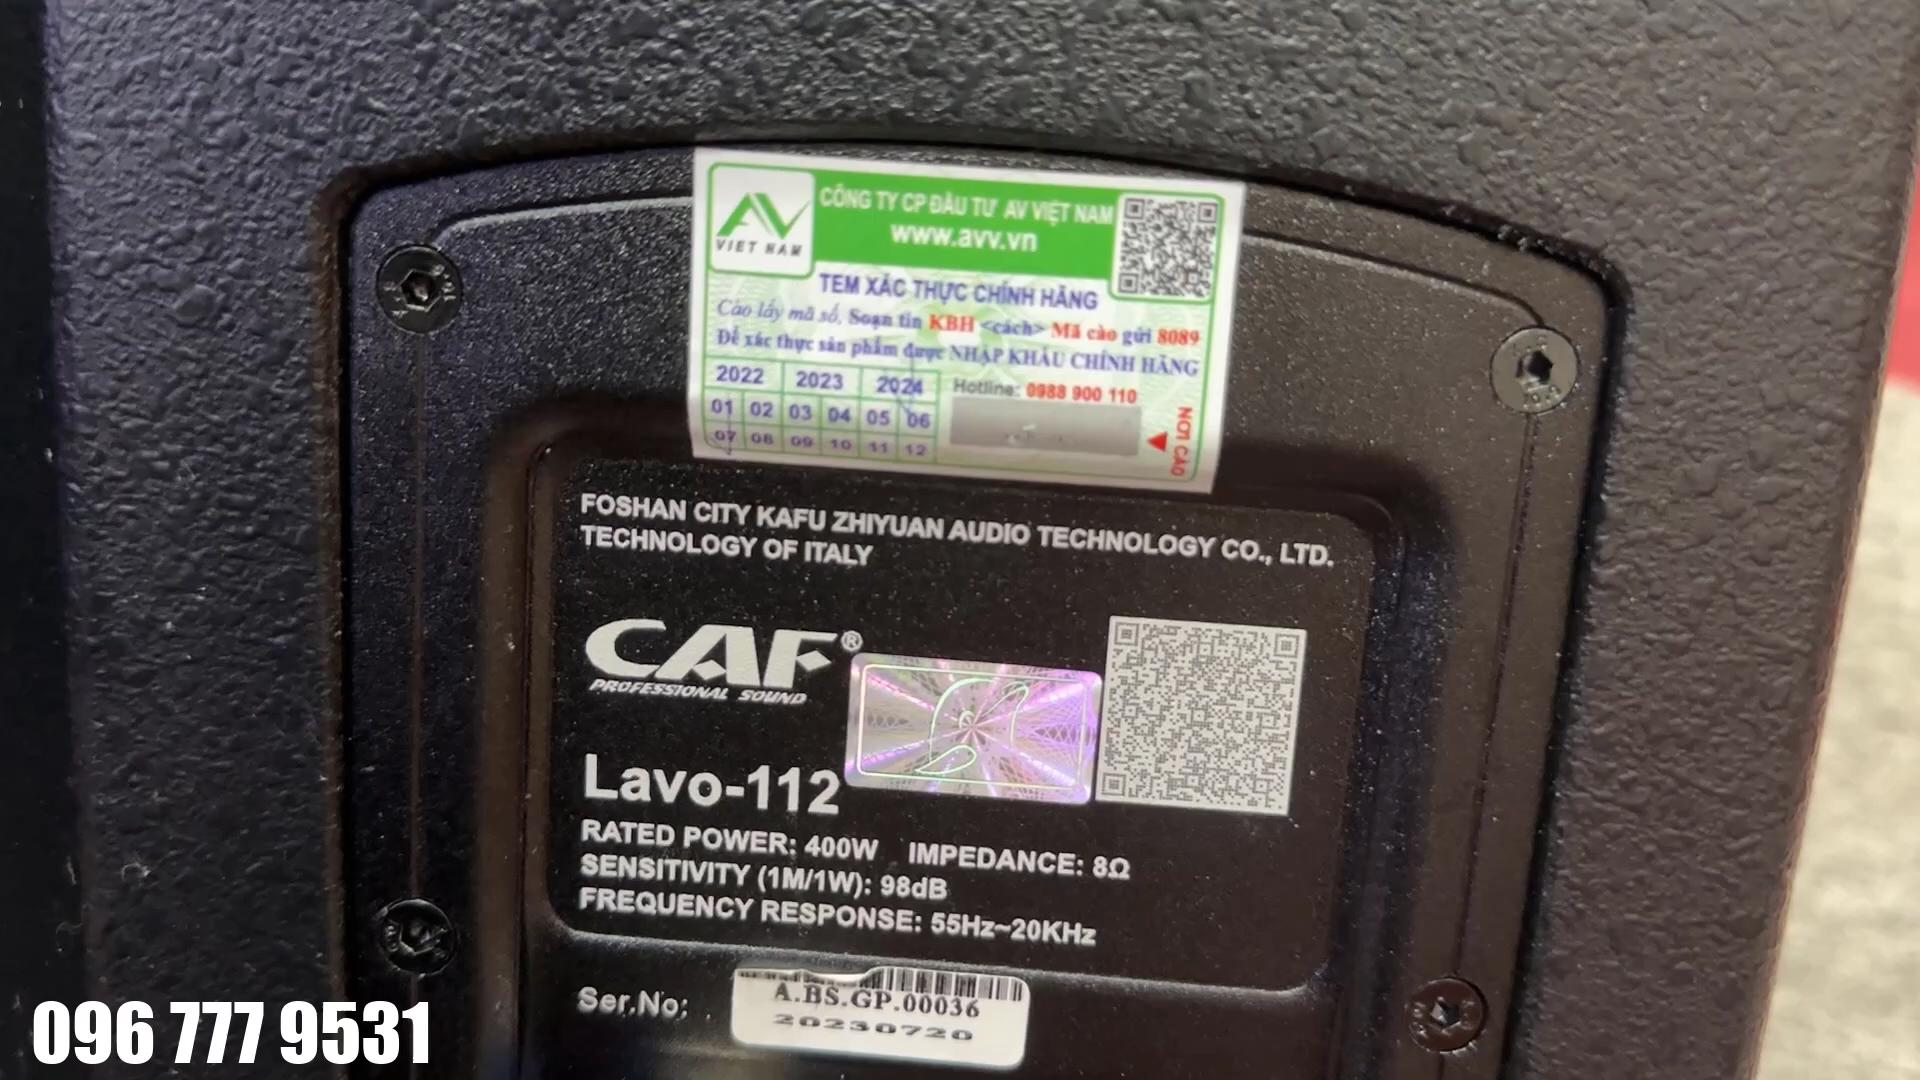 AV
VIET NAM
CÔNG TY CP ĐẦU TƯ AV VIỆT NAM
www.avv.vn
TEM XÁC THỰC CHÍNH HÃNG
Cào lấy mã số, Soạn tin KBH <cách> Mã cào gửi 8089
Để xác thực sản phẩm được NHẬP KHẨU CHÍNH HÃNG
2022 2023 2024
Hotline: 0988 900 110
01 02 03 04 05 06
07 08 09 10 11 12
NƠI CÀO
FOSHAN CITY KAFU ZHIYUAN AUDIO TECHNOLOGY CO., LTD.
TECHNOLOGY OF ITALY
CAF®
PROFESSIONAL SOUND
Lavo-112
RATED POWER: 400W IMPEDANCE: 8Ω
SENSITIVITY (1M/1W): 98dB
FREQUENCY RESPONSE: 55Hz~20KHz
Ser.No:
A.BS.GP.00036
20230720
096 777 9531